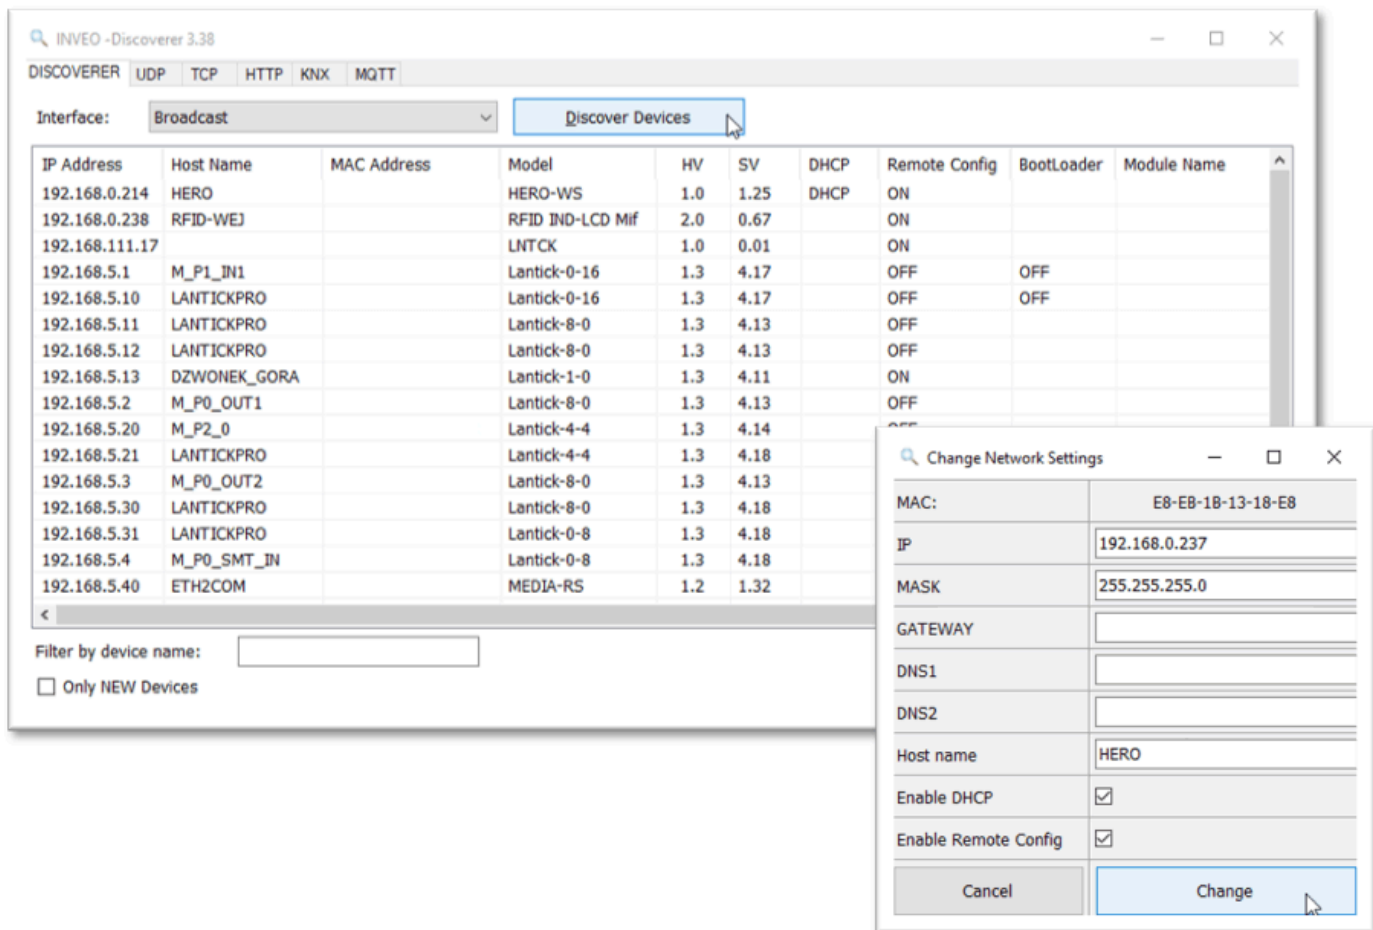 INVEO -Discoverer 3.38
DISCOVERER UDP TCP HTTP KNX MQTT
Interface: Broadcast Discover Devices
IP Address Host Name MAC Address Model HV SV DHCP Remote Config BootLoader Module Name
192.168.0.214 HERO HERO-WS 1.0 1.25 DHCP ON
192.168.0.238 RFID-WEJ RFID IND-LCD Mif 2.0 0.67 ON
192.168.111.17 LNTCK 1.0 0.01 ON
192.168.5.1 M_P1_IN1 Lantick-0-16 1.3 4.17 OFF OFF
192.168.5.10 LANTICKPRO Lantick-0-16 1.3 4.17 OFF OFF
192.168.5.11 LANTICKPRO Lantick-8-0 1.3 4.13 OFF
192.168.5.12 LANTICKPRO Lantick-8-0 1.3 4.13 OFF
192.168.5.13 DZWONEK_GORA Lantick-1-0 1.3 4.11 ON
192.168.5.2 M_P0_OUT1 Lantick-8-0 1.3 4.13 OFF
192.168.5.20 M_P2_0 Lantick-4-4 1.3 4.14
192.168.5.21 LANTICKPRO Lantick-4-4 1.3 4.18
192.168.5.3 M_P0_OUT2 Lantick-8-0 1.3 4.13
192.168.5.30 LANTICKPRO Lantick-8-0 1.3 4.18
192.168.5.31 LANTICKPRO Lantick-0-8 1.3 4.18
192.168.5.4 M_P0_SMT_IN Lantick-0-8 1.3 4.18
192.168.5.40 ETH2COM MEDIA-RS 1.2 1.32
Filter by device name:
Only NEW Devices
Change Network Settings
MAC: E8-EB-1B-13-18-E8
IP 192.168.0.237
MASK 255.255.255.0
GATEWAY
DNS1
DNS2
Host name HERO
Enable DHCP
Enable Remote Config
Cancel Change